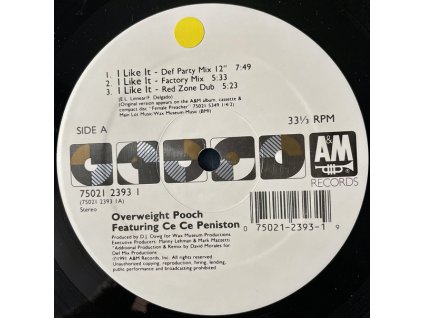 1. I Like It - Def Party Mix 12" 7:49
2. I Like It - Factory Mix 5:33
3. I Like It - Red Zone Dub 5:23
(E.L. Linnear/F. Delgado)
(Original version appears on the A&M album, cassette &
compact disc "Female Preacher" 75021 5349 1/4/2)
Mair Lot Music/Wax Museum Music (BMI)
SIDE A
33⅓ RPM
A&M
RECORDS
75021 2393 1
(75021 2393 1A)
Stereo
Overweight Pooch
Featuring Ce Ce Peniston
0 75021-2393-1 9
Produced by D.J. Dawg for Wax Museum Productions
Executive Producers: Manny Lehman & Mark Mazzetti
*Additional Production & Remix by David Morales for
Def Mix Productions
℗©1991 A&M Records, Inc. All rights reserved.
Unauthorized copying, reproduction, hiring, lending,
public performance and broadcasting prohibited.